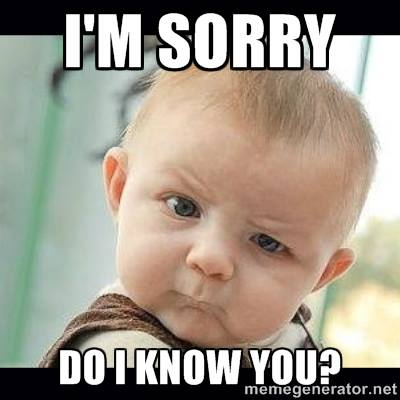 I'M SORRY
DO I KNOW YOU?
memegenerator.net